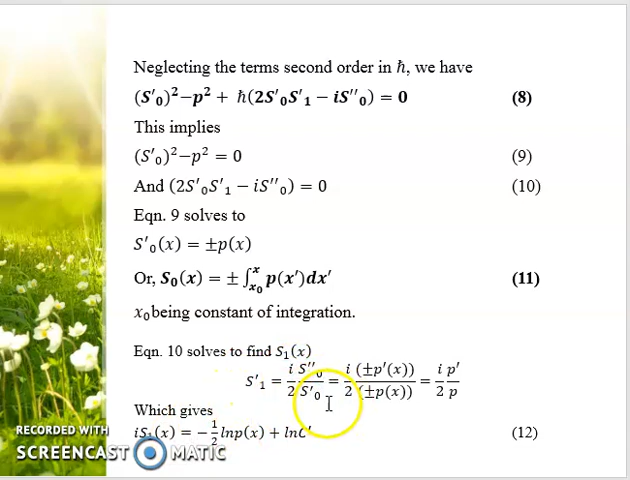 Neglecting the terms second order in ℏ, we have
(S′₀)²−p² + ℏ(2S′₀S′₁ − iS′′₀) = 0 (8)
This implies
(S′₀)²−p² = 0 (9)
And (2S′₀S′₁ − iS′′₀) = 0 (10)
Eqn. 9 solves to
S′₀(x) = ±p(x)
Or, S₀(x) = ± ∫ₓ₀ˣ p(x′)dx′ (11)
x₀being constant of integration.
Eqn. 10 solves to find S₁(x)
S′₁ = i/2 S′′₀/S′₀ = i/2 (±p′(x))/(±p(x)) = i/2 p′/p
Which gives
iS₁(x) = −1/2 lnp(x) + lnC′ (12)
RECORDED WITH
SCREENCAST MATIC